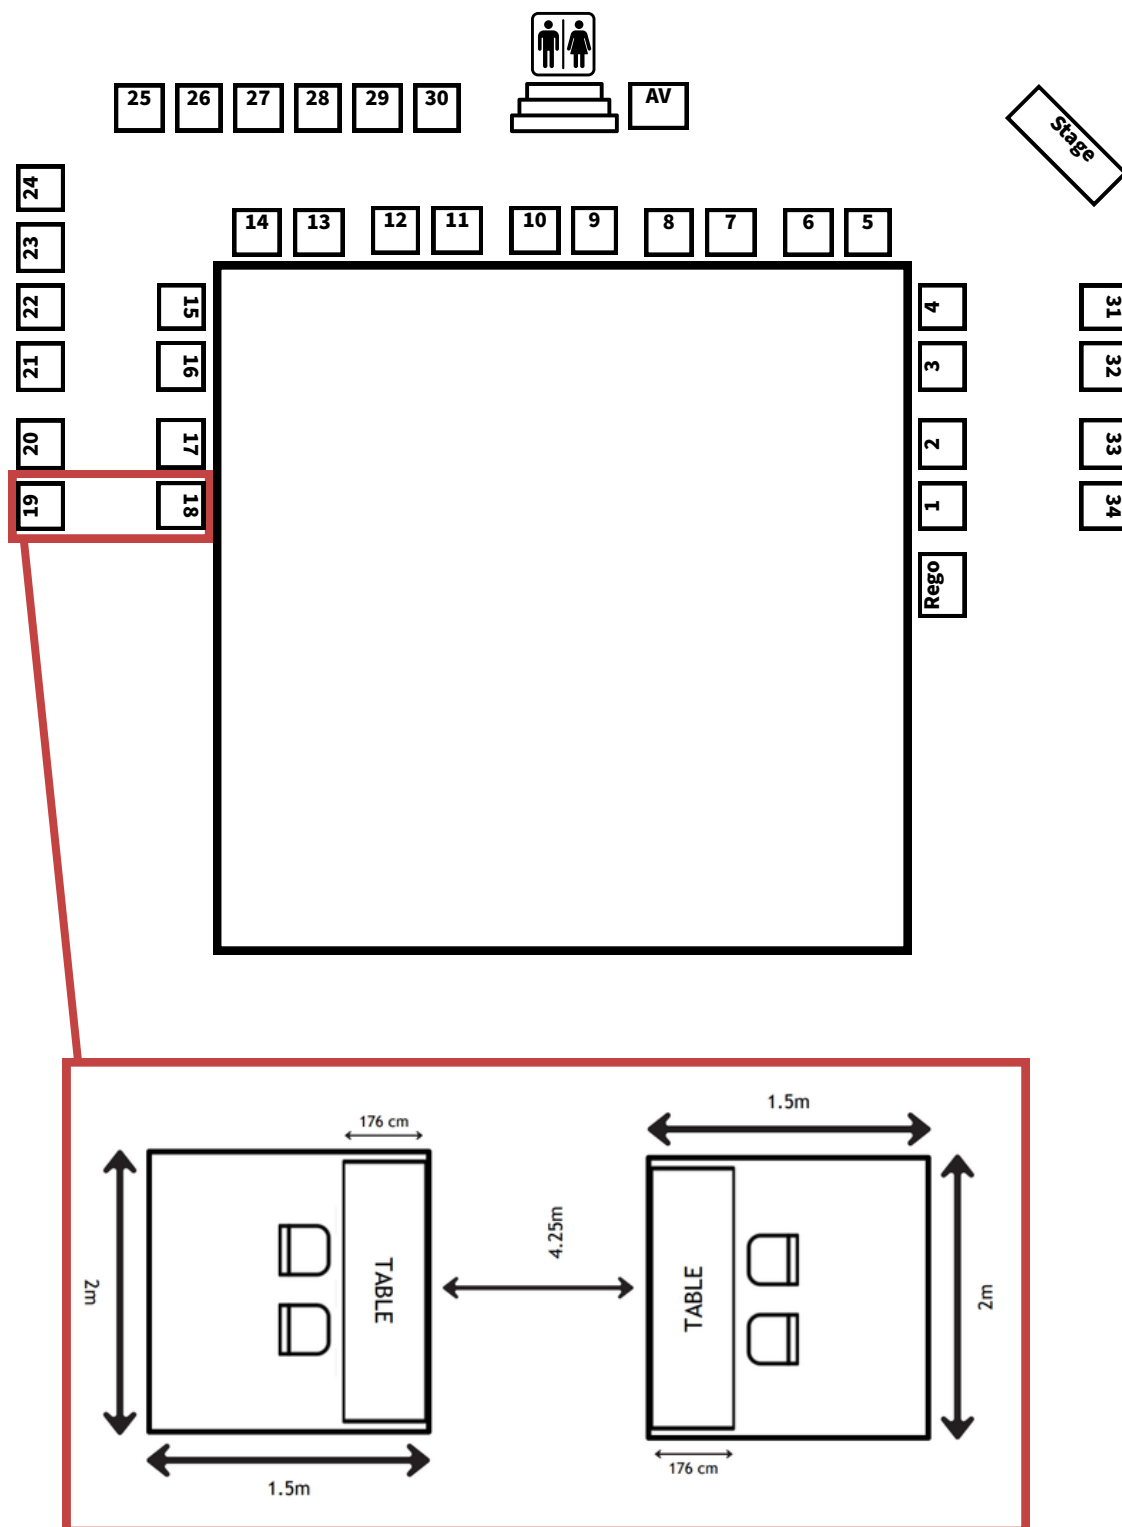 25 26 27 28 29 30 AV
Stage
24
14 13 12 11 10 9 8 7 6 5
23
22 15 4 31
21 16 3 32
20 17 2 33
19 18 1 34
Rego
1.5m
176 cm
4.25m
2m TABLE TABLE 2m
176 cm
1.5m